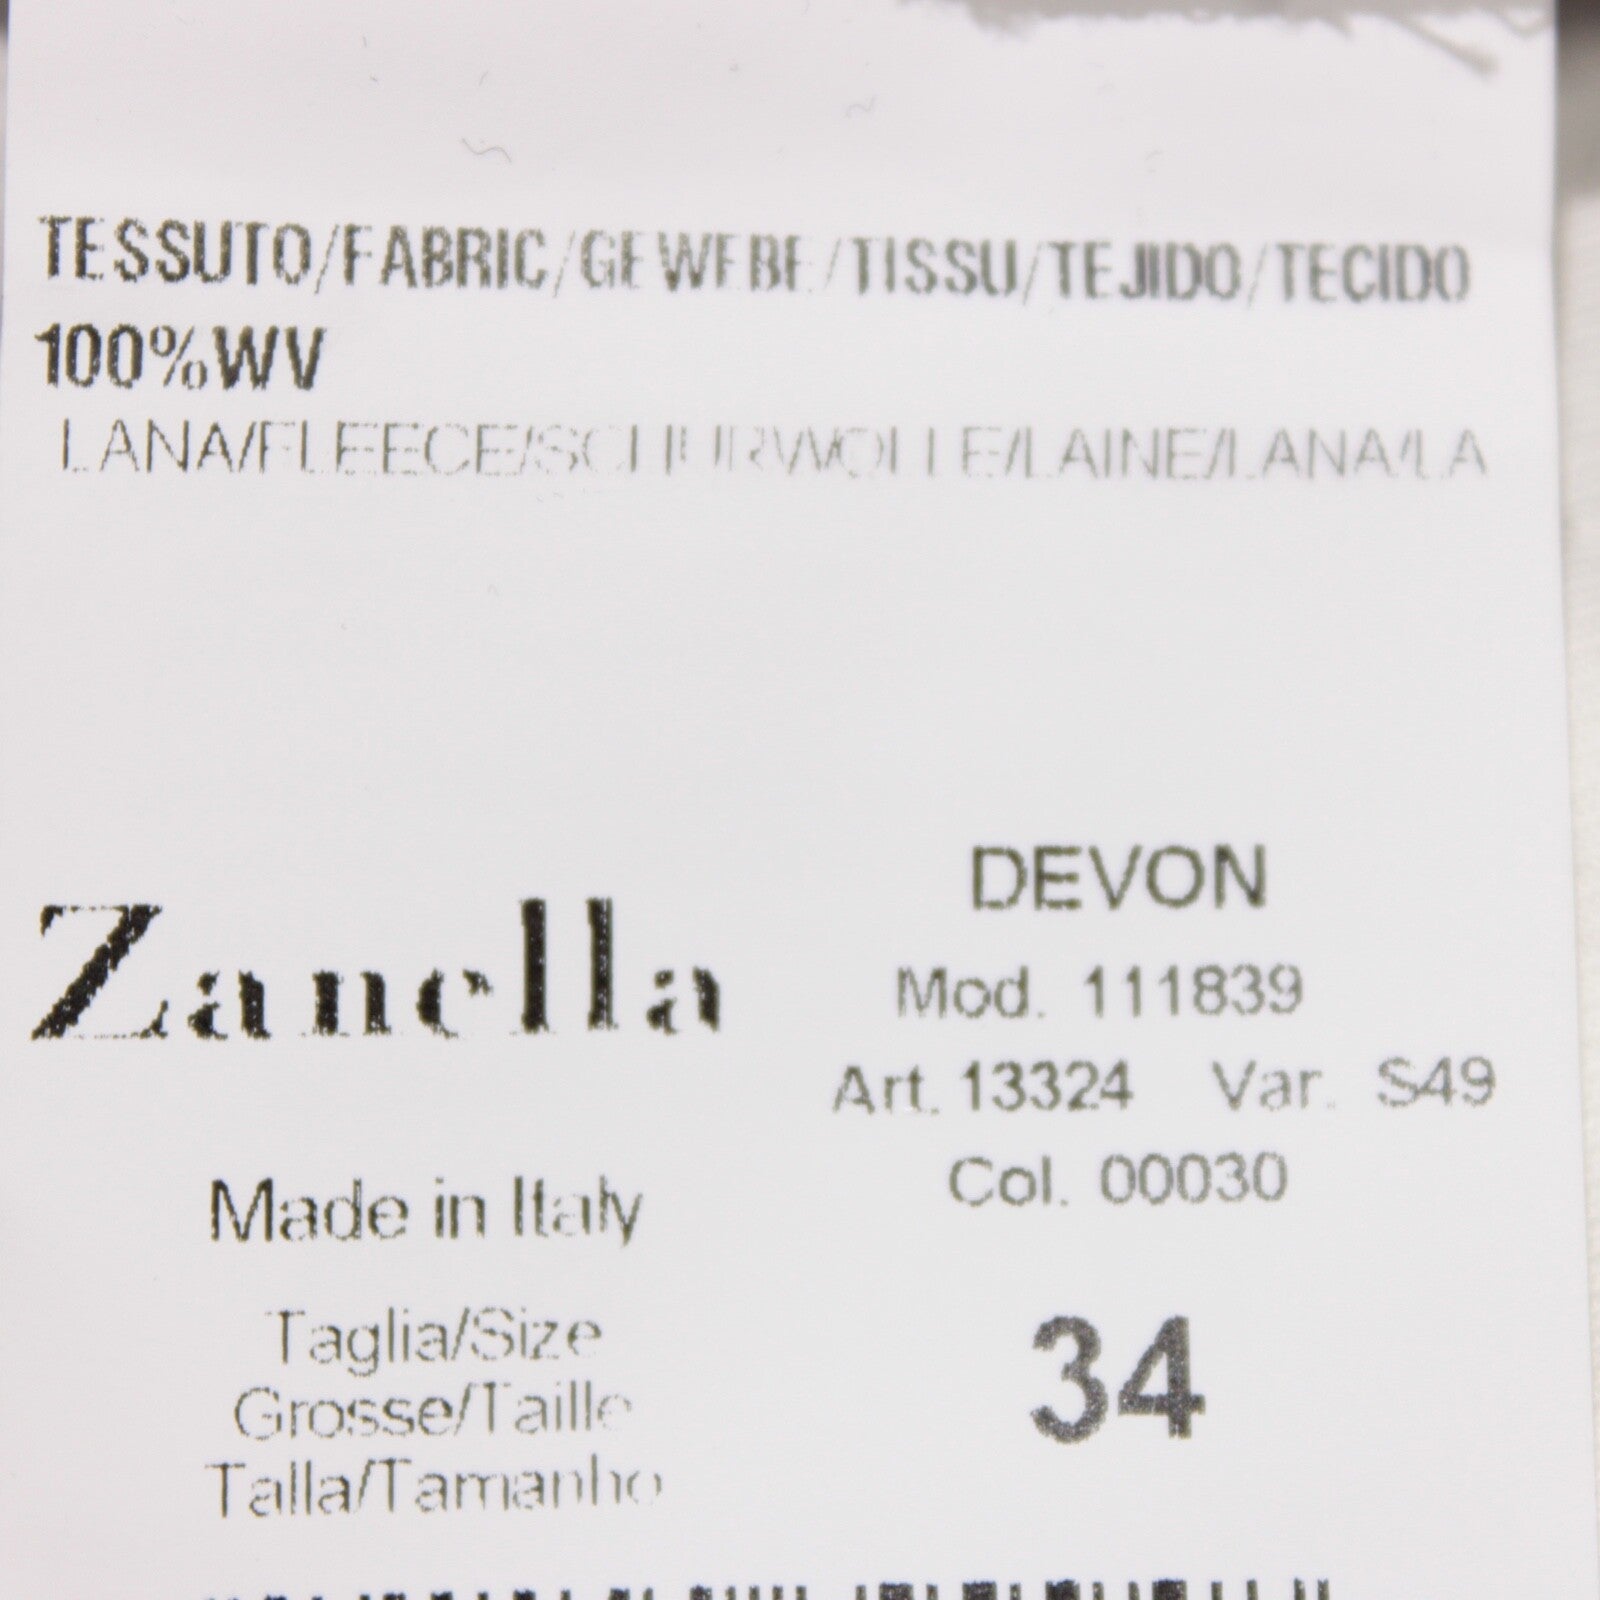 TESSUTO/FABRIC/GEWEBE/TISSU/TEJIDO/TECIDO
100%WV
LANA/FLEECE/SCHURWOLLE/LAINE/LANA/LA
Zanella
DEVON
Mod. 111839
Art. 13324 Var. S49
Col. 00030
Made in Italy
Taglia/Size
Grosse/Taille
Talla/Tamanho
34